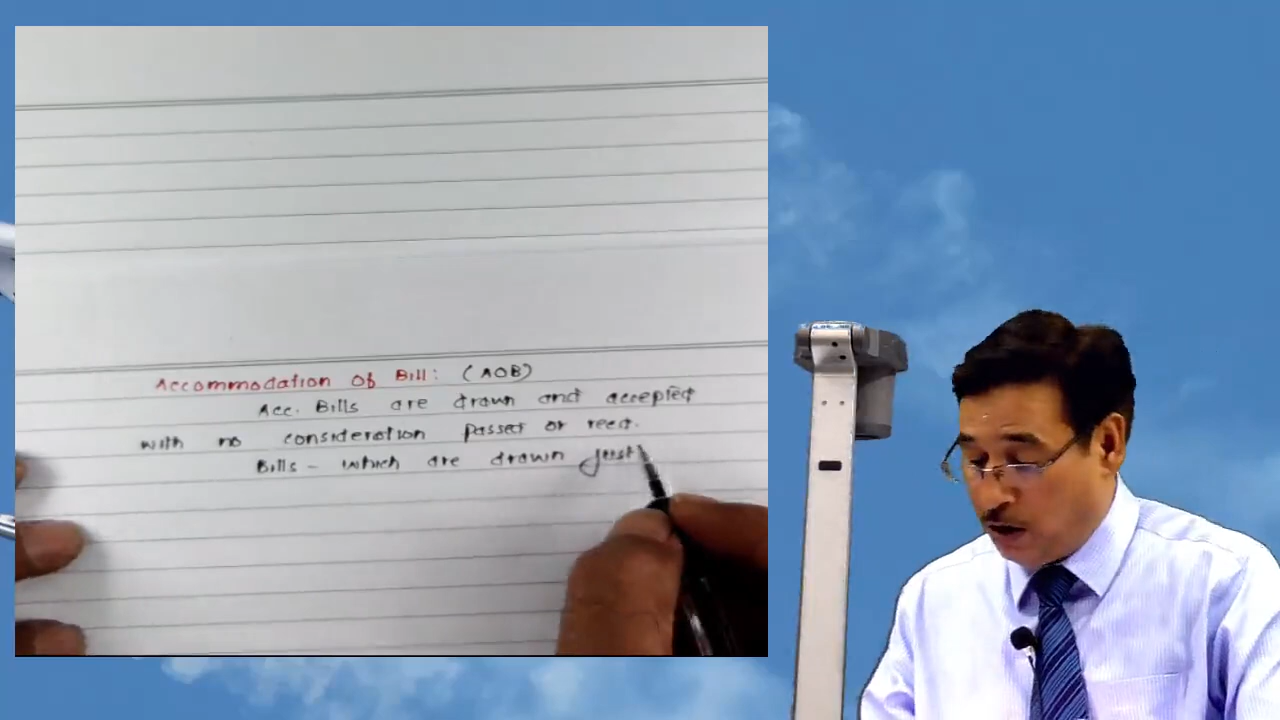 Accommodation of Bill: (AOB)
Acc. Bills are drawn and accepted
with no consideration passed or recd.
Bills - which are drawn just